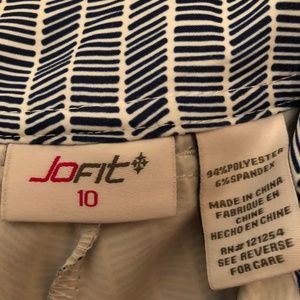 JOFIT
10
94%POLYESTER
6%SPANDEX
MADE IN CHINA
FABRIQUE EN
CHINE
HECHO EN CHINA
RN# 121254
SEE REVERSE
FOR CARE